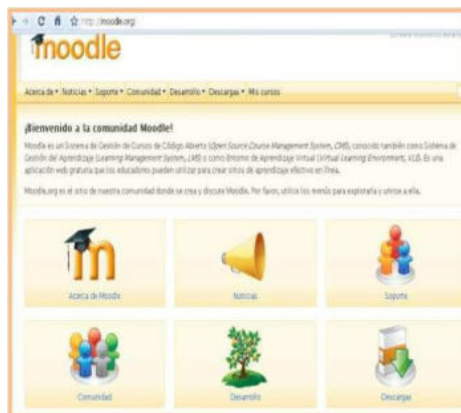 http://moodle.org/
moodle
Acerca de Noticias Soporte Comunidad Desarrollo Descargas Mis cursos
¡Bienvenido a la comunidad Moodle!
Moodle es un Sistema de Gestión de Cursos de Código Abierto (Open Source Course Management System, CMS), conocido también como Sistema de
Gestión del Aprendizaje (Learning Management System, LMS) o como Entorno de Aprendizaje Virtual (Virtual Learning Environment, VLE). Es una
aplicación web gratuita que los educadores pueden utilizar para crear sitios de aprendizaje efectivo en línea.
Moodle.org es el sitio de nuestra comunidad donde se crea y discute Moodle. Por favor, utilice los menús para explorarla y unirse a ella.
Acerca de Moodle
Noticias
Soporte
Comunidad
Desarrollo
Descargas